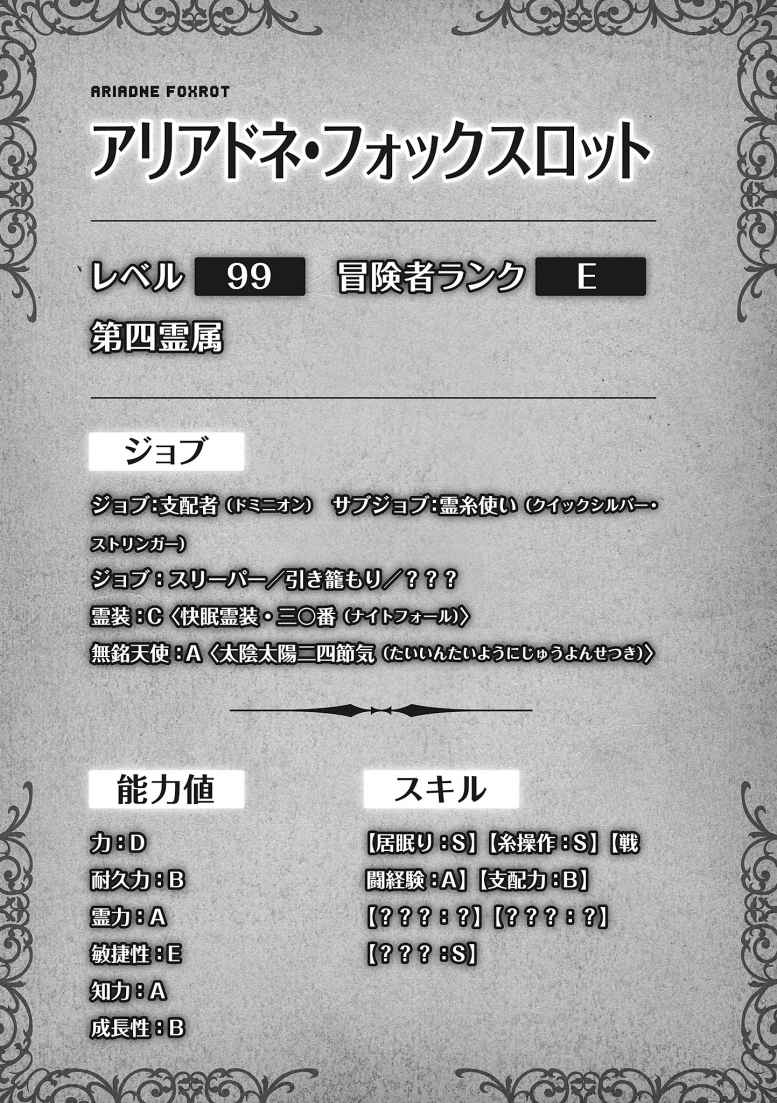 ARIADNE FOXROT
アリアドネ・フォックスロット
レベル 99 冒険者ランク E
第四霊属
ジョブ
ジョブ：支配者（ドミニオン） サブジョブ：霊糸使い（クイックシルバー・
ストリンガー）
ジョブ：スリーパー／引き籠もり／？？？
霊装：C〈快眠霊装・三〇番（ナイトフォール）〉
無銘天使：A〈太陰太陽二四節気（たいいんたいようにじゅうよんせつき）〉
能力値
力：D
耐久力：B
霊力：A
敏捷性：E
知力：A
成長性：B
スキル
【居眠り：S】【糸操作：S】【戦
闘経験：A】【支配力：B】
【？？？：？】【？？？：？】
【？？？：S】